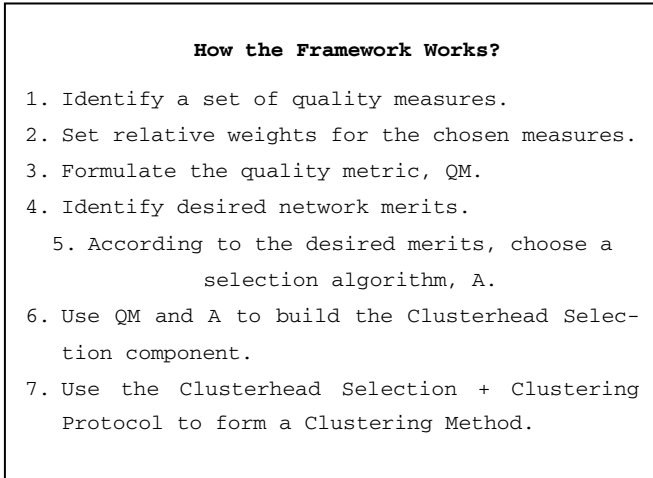 How the Framework Works?
1. Identify a set of quality measures.
2. Set relative weights for the chosen measures.
3. Formulate the quality metric, QM.
4. Identify desired network merits.
5. According to the desired merits, choose a
selection algorithm, A.
6. Use QM and A to build the Clusterhead Selec-
tion component.
7. Use the Clusterhead Selection + Clustering
Protocol to form a Clustering Method.